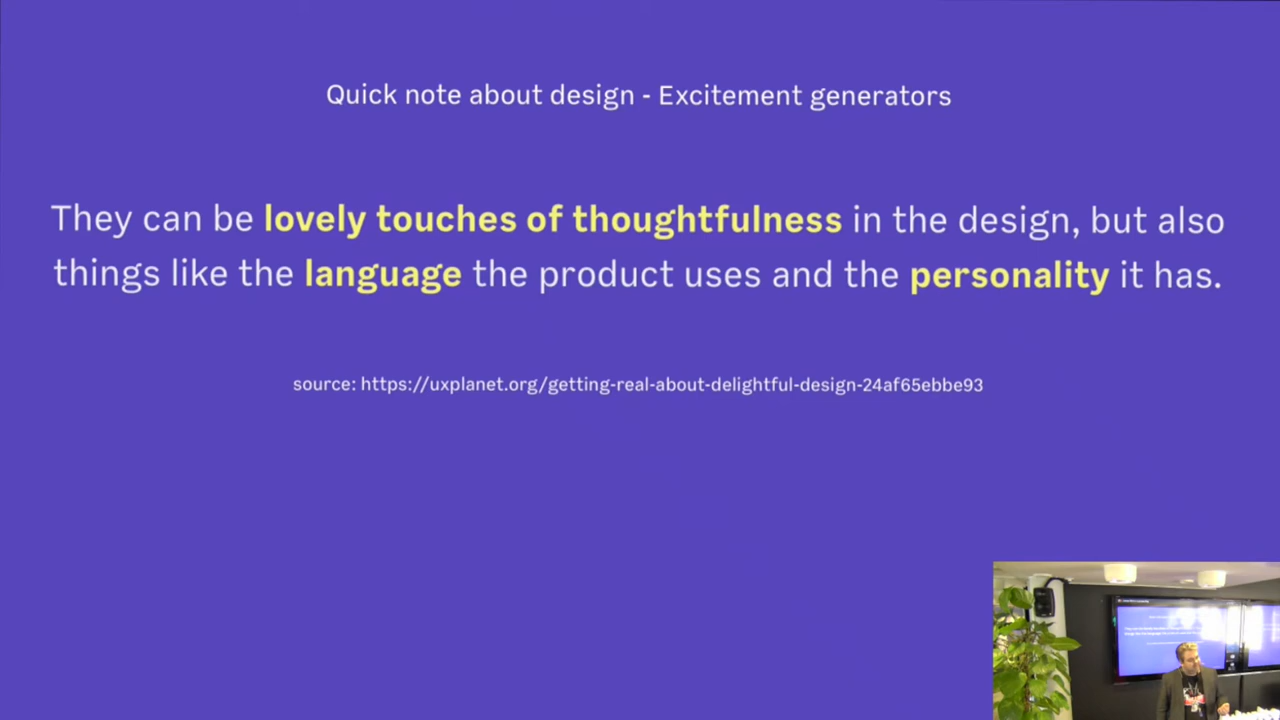 Quick note about design - Excitement generators
They can be lovely touches of thoughtfulness in the design, but also
things like the language the product uses and the personality it has.
source: https://uxplanet.org/getting-real-about-delightful-design-24af65ebbe93